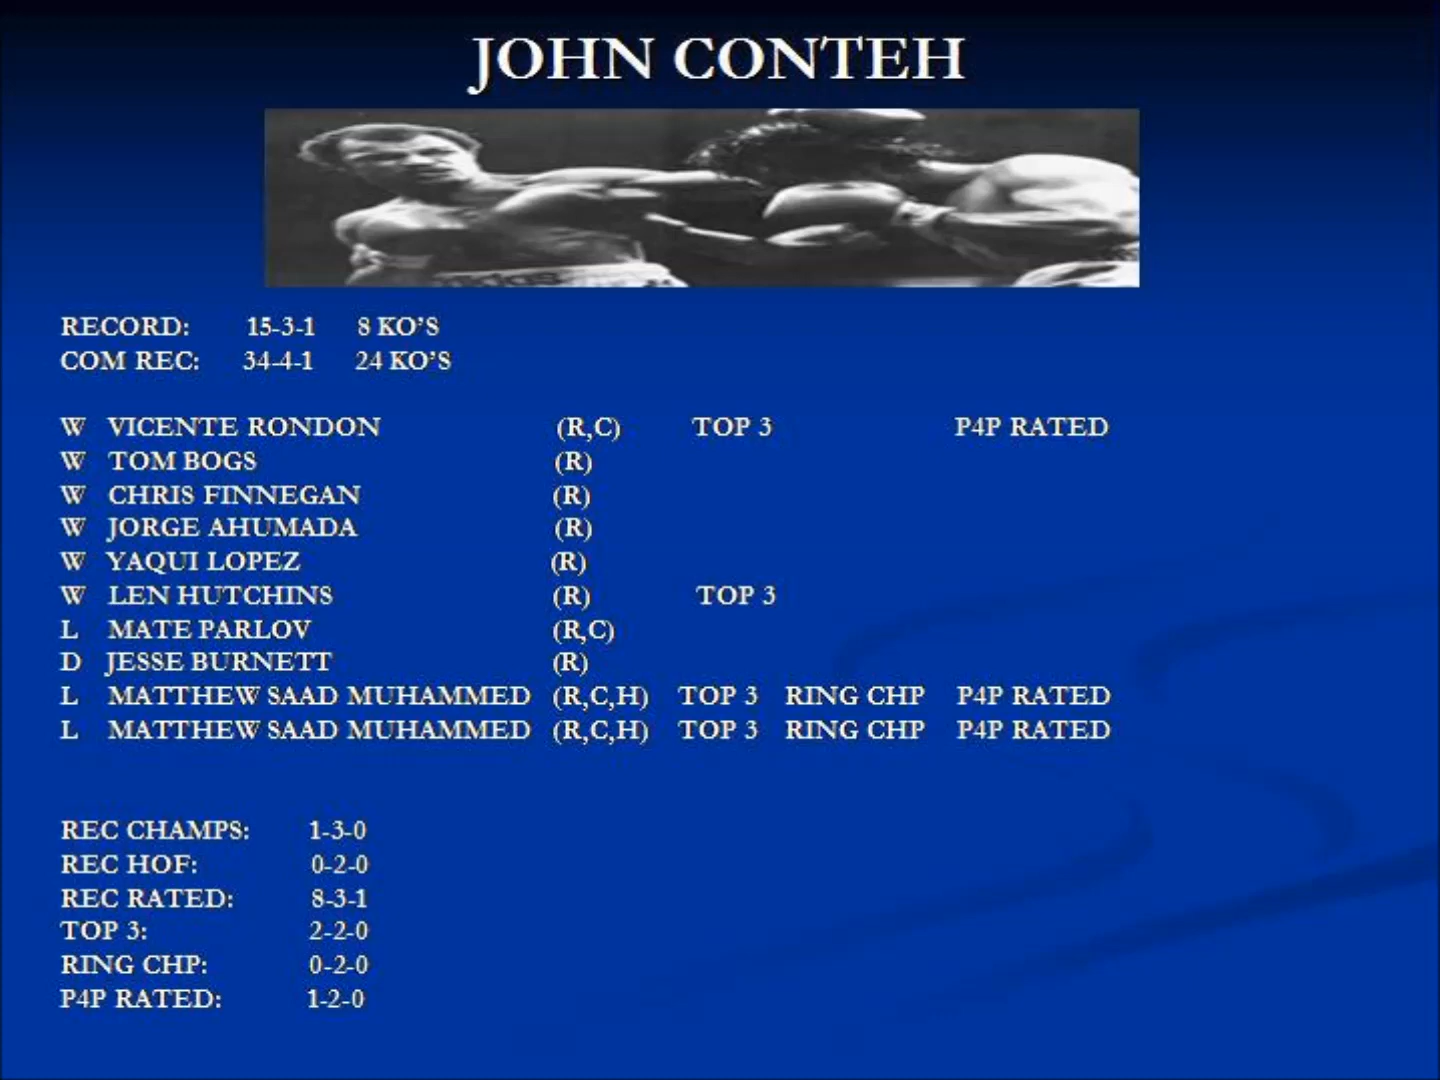 JOHN CONTEH
RECORD: 15-3-1 8 KO'S
COM REC: 34-4-1 24 KO'S
W VICENTE RONDON (R,C) TOP 3 P4P RATED
W TOM BOGS (R)
W CHRIS FINNEGAN (R)
W JORGE AHUMADA (R)
W YAQUI LOPEZ (R)
W LEN HUTCHINS (R) TOP 3
L MATE PARLOV (R,C)
D JESSE BURNETT (R)
L MATTHEW SAAD MUHAMMED (R,C,H) TOP 3 RING CHP P4P RATED
L MATTHEW SAAD MUHAMMED (R,C,H) TOP 3 RING CHP P4P RATED
REC CHAMPS: 1-3-0
REC HOF: 0-2-0
REC RATED: 8-3-1
TOP 3: 2-2-0
RING CHP: 0-2-0
P4P RATED: 1-2-0